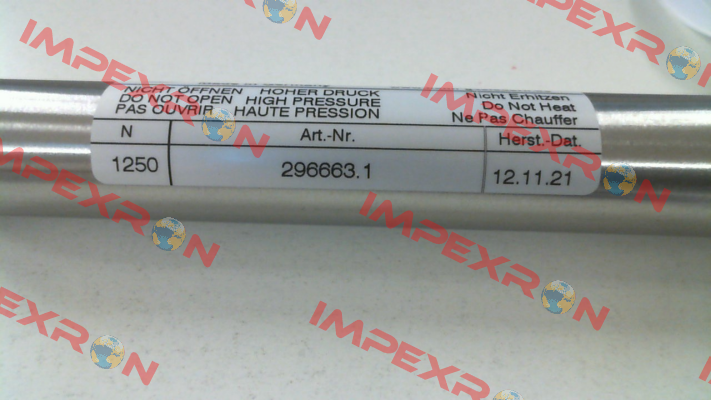 NICHT ÖFFNEN HOHER DRUCK Nicht Erhitzen
DO NOT OPEN HIGH PRESSURE Do Not Heat
PAS OUVRIR HAUTE PRESSION Ne Pas Chauffer
N Art.-Nr. Herst.-Dat.
1250 296663.1 12.11.21
IMPEXRON
IMPEXRON
IMPEXRON
IMPEXRON
IMPEXRON
IMPEXRON
IMPEXRON